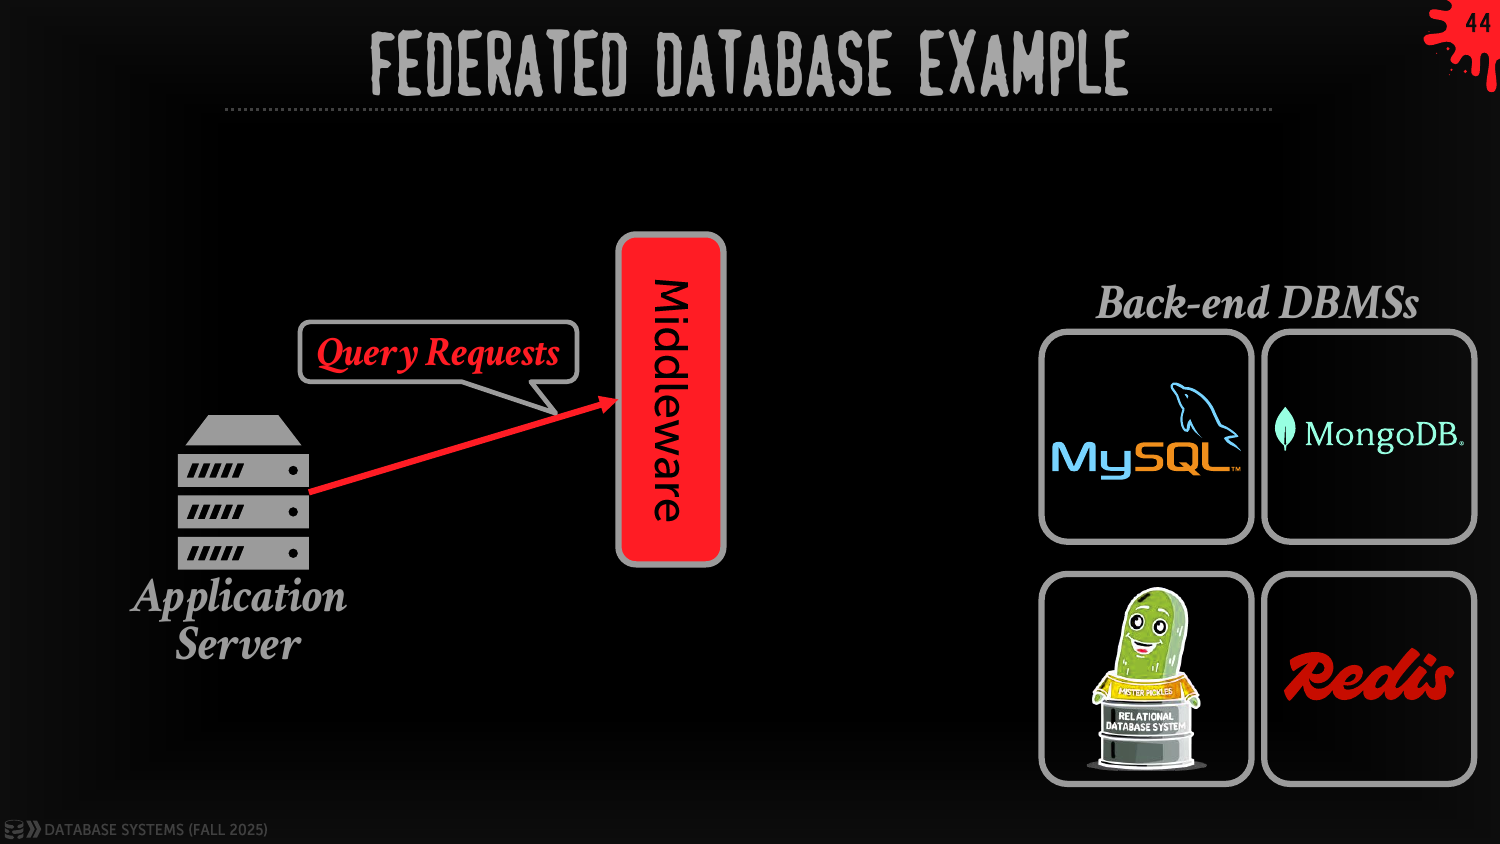 FEDERATED DATABASE EXAMPLE
44
Query Requests
Middleware
Application
Server
Back-end DBMSs
MySQL™
MongoDB®
MISTER PICKLES
RELATIONAL
DATABASE SYSTEM
Redis
DATABASE SYSTEMS (FALL 2025)